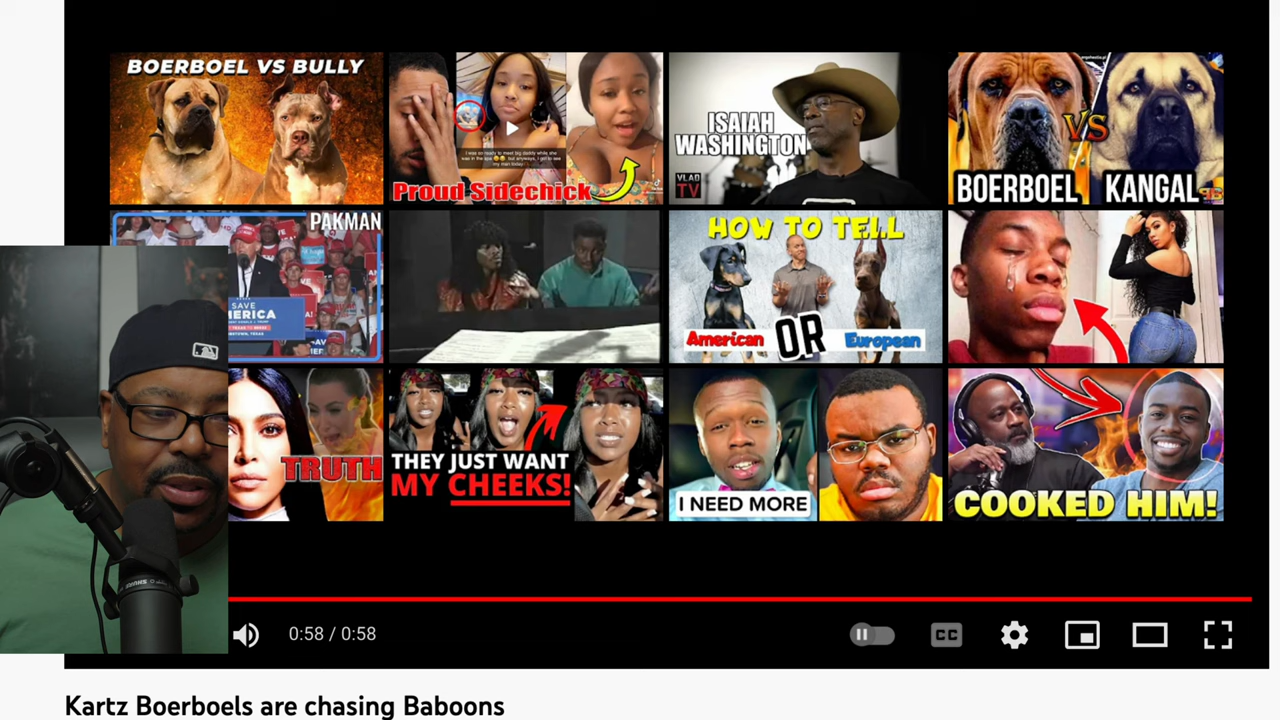 BOERBOEL VS BULLY
Proud Sidechick
ISAIAH
WASHINGTON
VLAD
TV
VS
BOERBOEL KANGAL
PAKMAN
SAVE
HOW TO TELL
American OR European
TRUTH
THEY JUST WANT
MY CHEEKS!
I NEED MORE
COOKED HIM!
SHURE
0:58 / 0:58
CC
Kartz Boerboels are chasing Baboons